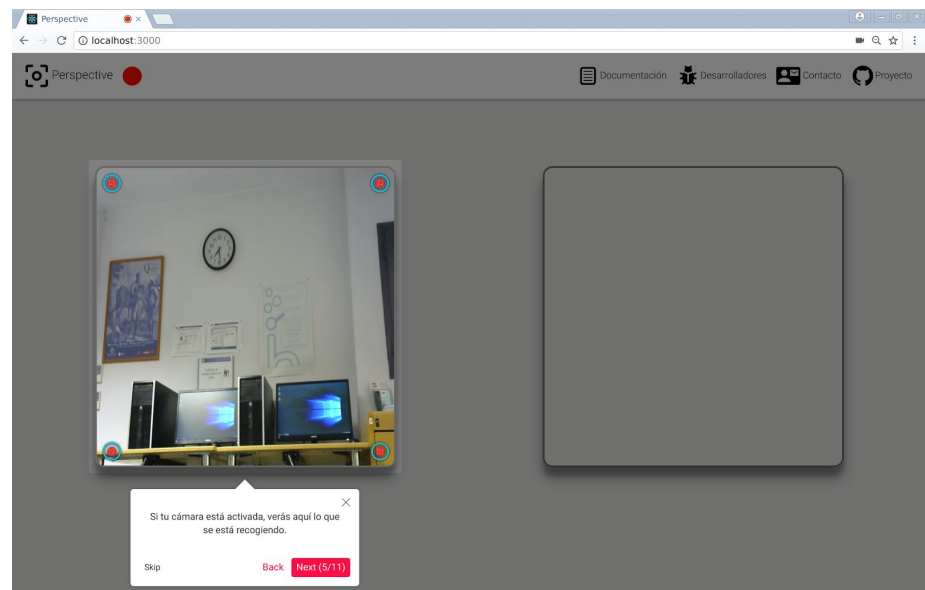 Perspective
localhost:3000
Perspective
Documentación
Desarrolladores
Contacto
Proyecto
Si tu cámara está activada, verás aquí lo que
se está recogiendo.
Skip
Back
Next (5/11)